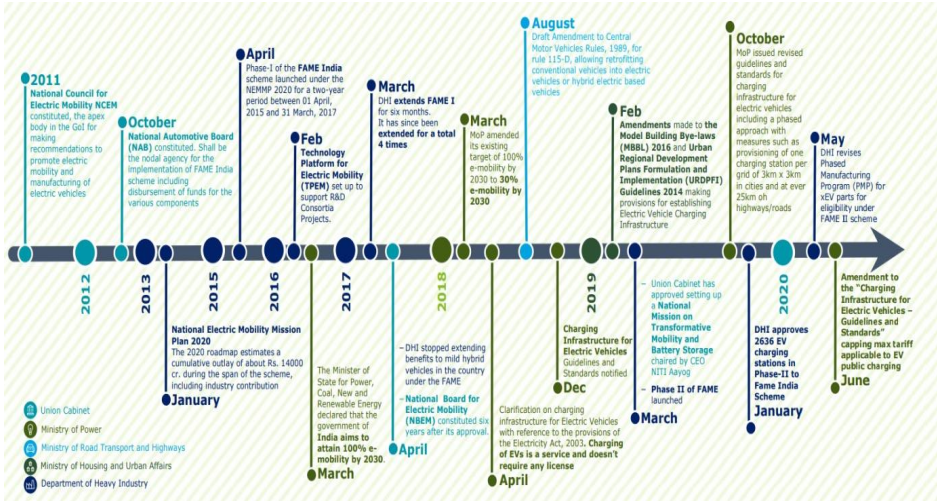 2011
National Council for
Electric Mobility NCEM
constituted, the apex
body in the GoI for
making
recommendations to
promote electric
mobility and
manufacturing of
electric vehicles
October
National Automotive Board
(NAB) constituted. Shall be
the nodal agency for the
implementation of FAME India
scheme including
disbursement of funds for the
various components
April
Phase-I of the FAME India
scheme launched under the
NEMMP 2020 for a two-year
period between 01 April,
2015 and 31 March, 2017
Feb
Technology
Platform for
Electric Mobility
(TPEM) set up to
support R&D
Consortia
Projects.
March
DHI extends FAME I
for six months.
It has since been
extended for a total
4 times
March
MoP amended
its existing
target of 100%
e-mobility by
2030 to 30%
e-mobility by
2030
August
Draft Amendment to Central
Motor Vehicles Rules, 1989, for
rule 115-D, allowing retrofitting
conventional vehicles into electric
vehicles or hybrid electric based
vehicles
Feb
Amendments made to the
Model Building Bye-laws
(MBBL) 2016 and Urban
Regional Development
Plans Formulation and
Implementation (URDPFI)
Guidelines 2014 making
provisions for establishing
Electric Vehicle Charging
Infrastructure
October
MoP issued revised
guidelines and
standards for
charging
infrastructure for
electric vehicles
including a phased
approach with
measures such as
provisioning of one
charging station per
grid of 3km x 3km
in cities and at ever
25km oh
highways/roads
May
DHI revises
Phased
Manufacturing
Program (PMP) for
xEV parts for
eligibility under
FAME II scheme
2012
2013
2015
2016
2017
2018
2019
2020
National Electric Mobility Mission
Plan 2020
The 2020 roadmap estimates a
cumulative outlay of about Rs. 14000
cr. during the span of the scheme,
including industry contribution
January
The Minister of
State for Power,
Coal, New and
Renewable Energy
declared that the
government of
India aims to
attain 100% e-
mobility by 2030.
March
– DHI stopped extending
benefits to mild hybrid
vehicles in the country
under the FAME
– National Board for
Electric Mobility
(NBEM) constituted six
years after its approval.
April
Clarification on charging
infrastructure for Electric Vehicles
with reference to the provisions of
the Electricity Act, 2003. Charging
of EVs is a service and doesn't
require any license
April
Charging
Infrastructure for
Electric Vehicles
Guidelines and
Standards notified
Dec
– Union Cabinet has
approved setting up
a National
Mission on
Transformative
Mobility and
Battery Storage
chaired by CEO
NITI Aayog
– Phase II of FAME
launched
March
DHI approves
2636 EV
charging
stations in
Phase-II to
Fame India
Scheme
January
Amendment to
the "Charging
Infrastructure for
Electric Vehicles –
Guidelines and
Standards"
capping max tariff
applicable to EV
public charging
June
Union Cabinet
Ministry of Power
Ministry of Road Transport and Highways
Ministry of Housing and Urban Affairs
Department of Heavy Industry